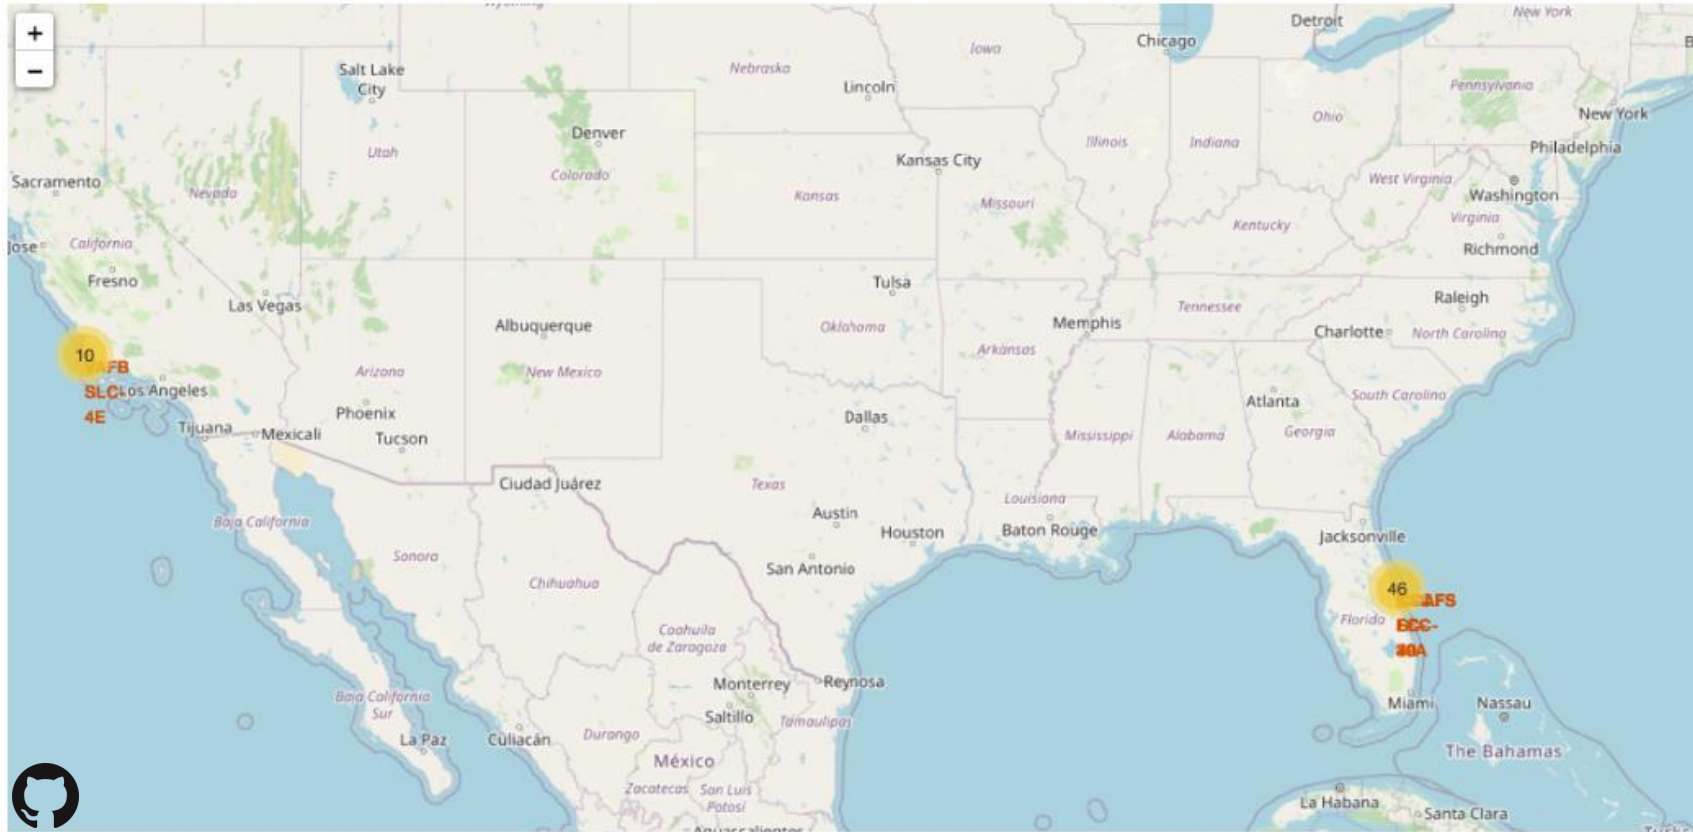 +
−
New York
Detroit
Chicago
Iowa
Salt Lake
City
Nebraska
Lincoln
Pennsylvania
New York
Ohio
Denver
Illinois
Indiana
Philadelphia
Utah
Kansas City
Colorado
West Virginia
Sacramento
Nevada
Kansas
Missouri
Washington
Virginia
Kentucky
Jose
California
Richmond
Fresno
Tulsa
Las Vegas
Raleigh
Tennessee
Albuquerque
Oklahoma
Memphis
Charlotte
North Carolina
10
Arkansas
VAFB
Arizona
New Mexico
SLC-
Los Angeles
4E
South Carolina
Atlanta
Phoenix
Dallas
Tijuana
Mexicali
Tucson
Mississippi
Alabama
Georgia
Ciudad Juárez
Texas
Louisiana
Austin
Baja California
Houston
Baton Rouge
Jacksonville
Sonora
San Antonio
Chihuahua
46
Florida
Coahuila
de Zaragoza
Monterrey
Reynosa
Baja California
Sur
Miami
Nassau
Saltillo
Tamaulipas
La Paz
Culiacán
Durango
The Bahamas
México
Zacatecas
San Luis
Potosí
La Habana
Santa Clara